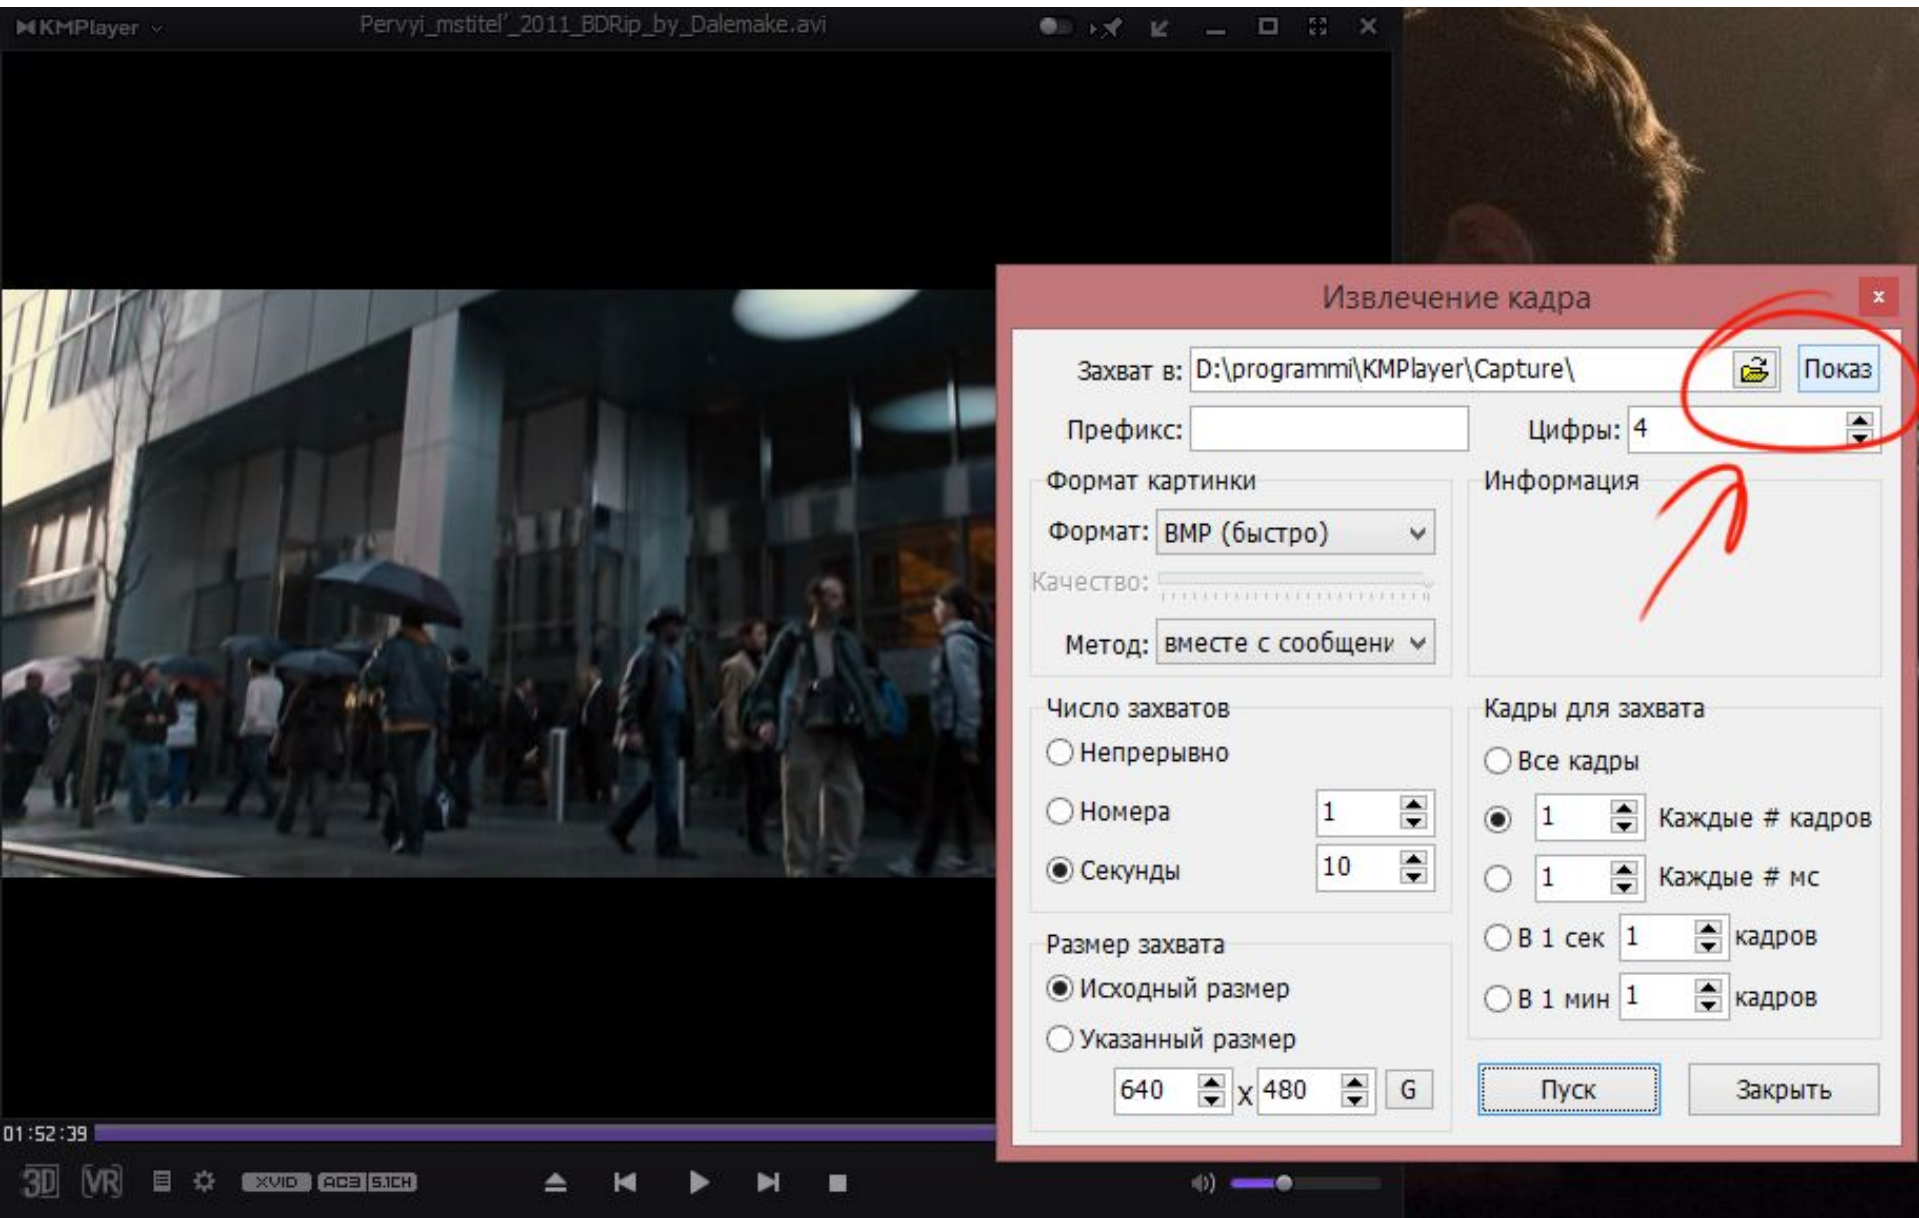 KMPlayer
Pervyi_mstitel'_2011_BDRip_by_Dalemake.avi
Извлечение кадра
x
Захват в: D:\programmi\KMPlayer\Capture\ Показ
Префикс: Цифры: 4
Формат картинки
Информация
Формат: BMP (быстро)
Качество:
Метод: вместе с сообщени
Число захватов
Непрерывно
Номера 1
Секунды 10
Кадры для захвата
Все кадры
1 Каждые # кадров
1 Каждые # мс
В 1 сек 1 кадров
В 1 мин 1 кадров
Размер захвата
Исходный размер
Указанный размер
640 X 480 G
Пуск Закрыть
01:52:39
3D VR XVID AC3 5.1CH